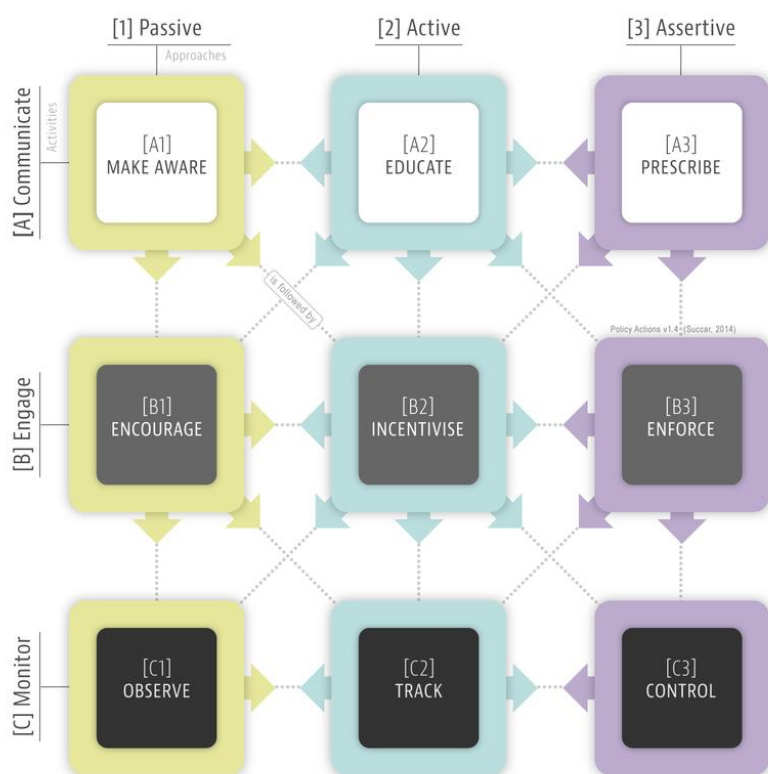 [1] Passive
[2] Active
[3] Assertive
Approaches
[A] Communicate
Activities
[A1]
MAKE AWARE
[A2]
EDUCATE
[A3]
PRESCRIBE
is followed by
Policy Actions v1.4 (Succar, 2014)
[B] Engage
[B1]
ENCOURAGE
[B2]
INCENTIVISE
[B3]
ENFORCE
[C] Monitor
[C1]
OBSERVE
[C2]
TRACK
[C3]
CONTROL